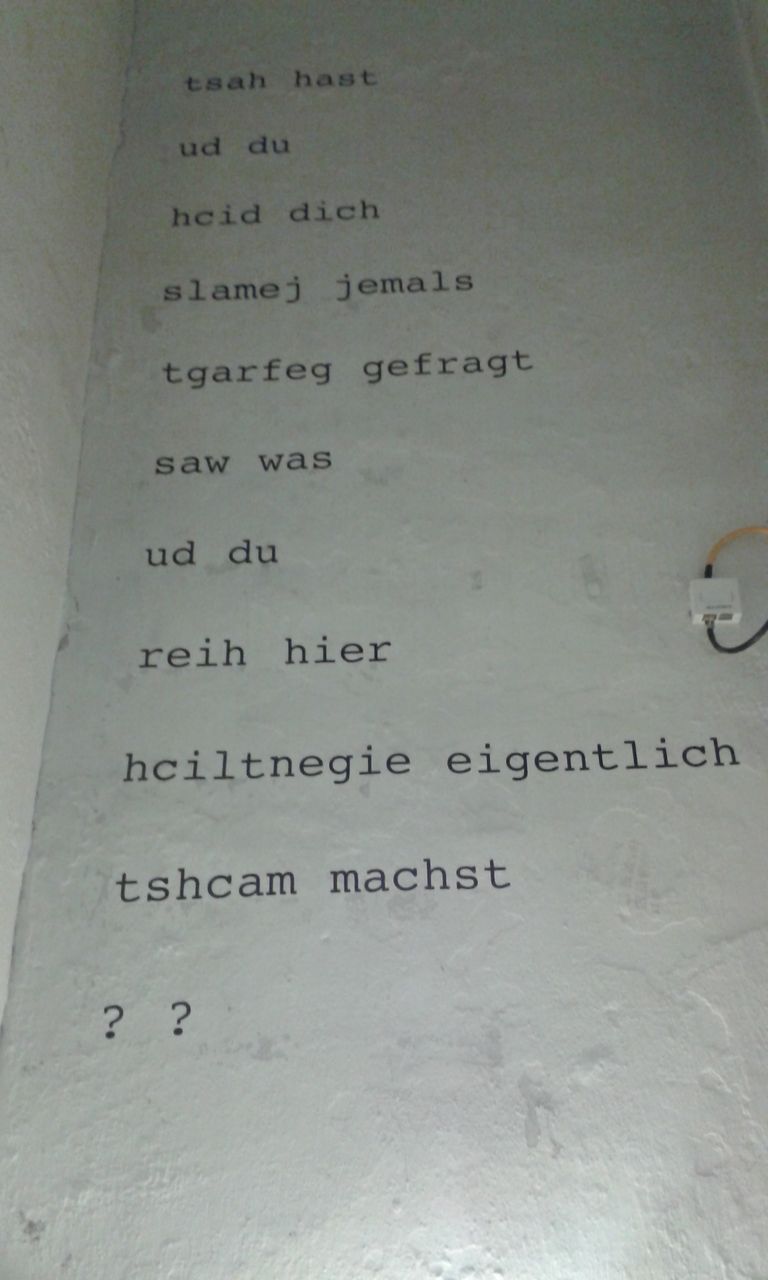 tsah hast
ud du
hcid dich
slamej jemals
tgarfeg gefragt
saw was
ud du
reih hier
hciltnegie eigentlich
tshcam machst
? ?